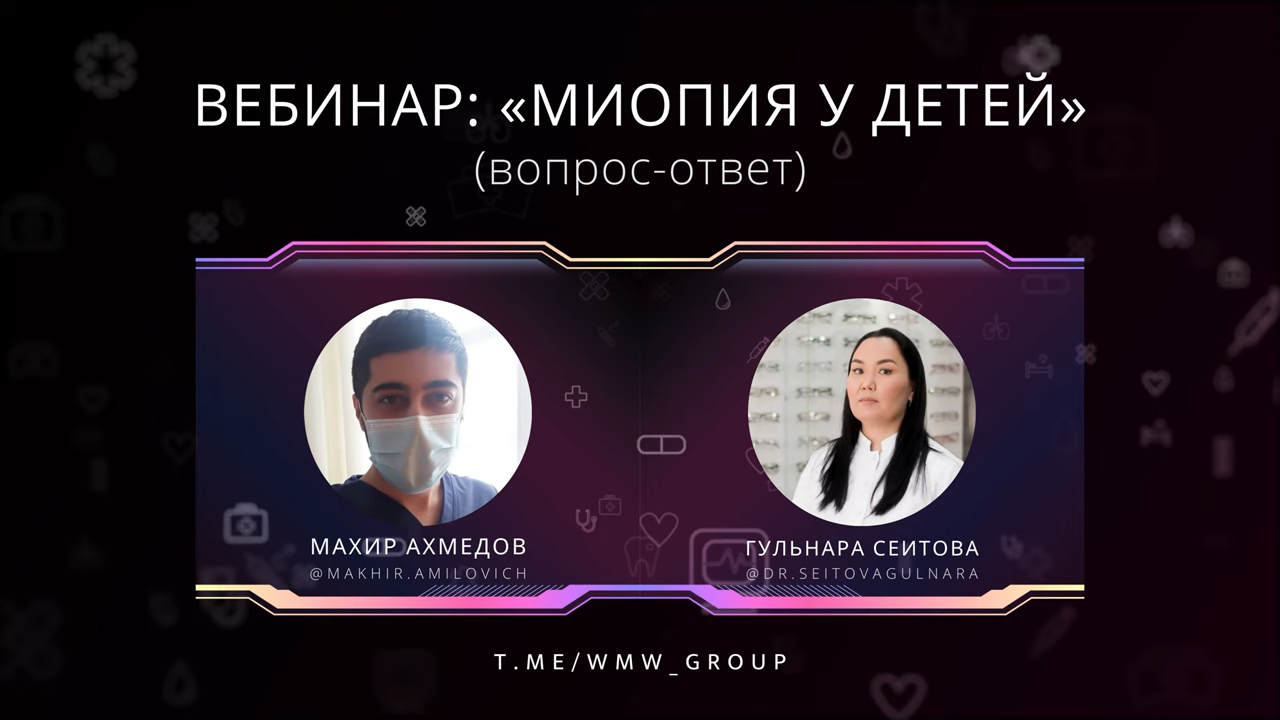 ВЕБИНАР: «МИОПИЯ У ДЕТЕЙ»
(вопрос-ответ)
МАХИР АХМЕДОВ
@MAKHIR.AMILOVICH
ГУЛЬНАРА СЕИТОВА
@DR.SEITOVAGULNARA
T.ME/WMW_GROUP